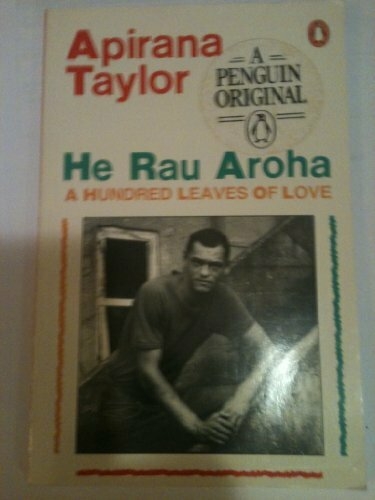 Apirana
Taylor
A
PENGUIN
ORIGINAL
He Rau Aroha
A HUNDRED LEAVES OF LOVE